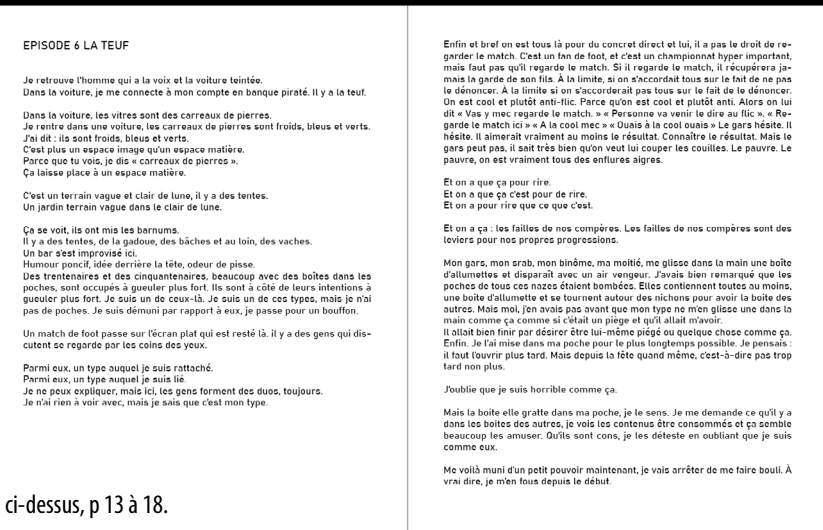 EPISODE 6 LA TEUF
Je retrouve l'homme qui a la voix et la voiture teintée.
Dans la voiture, je me connecte à mon compte en banque piraté. Il y a la teuf.
Dans la voiture, les vitres sont des carreaux de pierres.
Je rentre dans une voiture, les carreaux de pierres sont froids, bleus et verts.
J'ai dit : ils sont froids, bleus et verts.
C'est plus un espace image qu'un espace matière.
Parce que tu vois, je dis « carreaux de pierres ».
Ça laisse place à un espace matière.
C'est un terrain vague et clair de lune, il y a des tentes.
Un jardin terrain vague dans le clair de lune.
Ça se voit, ils ont mis les barnums.
Il y a des tentes, de la gadoue, des bâches et au loin, des vaches.
Un bar s'est improvisé ici.
Humour poncif, idée derrière la tête, odeur de pisse.
Des trentenaires et des cinquantenaires, beaucoup avec des boîtes dans les
poches, sont occupés à gueuler plus fort. Ils sont à côté de leurs intentions à
gueuler plus fort. Je suis un de ceux-là. Je suis un de ces types, mais je n'ai
pas de poches. Je suis démuni par rapport à eux, je passe pour un bouffon.
Un match de foot passe sur l'écran plat qui est resté là. il y a des gens qui dis-
cutent se regarde par les coins des yeux.
Parmi eux, un type auquel je suis rattaché.
Parmi eux, un type auquel je suis lié.
Je ne peux expliquer, mais ici, les gens forment des duos, toujours.
Je n'ai rien à voir avec, mais je sais que c'est mon type.
ci-dessus, p 13 à 18.
Enfin et bref on est tous là pour du concret direct et lui, il a pas le droit de re-
garder le match. C'est un fan de foot, et c'est un championnat hyper important,
mais faut pas qu'il regarde le match. Si il regarde le match, il récupérera ja-
mais la garde de son fils. À la limite, si on s'accordait tous sur le fait de ne pas
le dénoncer. À la limite si on s'accorderait pas tous sur le fait de le dénoncer.
On est cool et plutôt anti-flic. Parce qu'on est cool et plutôt anti. Alors on lui
dit « Vas y mec regarde le match. » « Personne va venir le dire au flic ». « Re-
garde le match ici » « A la cool mec » « Ouais à la cool ouais » Le gars hésite. Il
hésite. Il aimerait vraiment au moins le résultat. Connaître le résultat. Mais le
gars peut pas, il sait très bien qu'on veut lui couper les couilles. Le pauvre. Le
pauvre, on est vraiment tous des enflures aigres.
Et on a que ça pour rire.
Et on a que ça c'est pour de rire.
Et on a pour rire que ce que c'est.
Et on a ça : les failles de nos compères. Les failles de nos compères sont des
leviers pour nos propres progressions.
Mon gars, mon srab, mon binôme, ma moitié, me glisse dans la main une boîte
d'allumettes et disparaît avec un air vengeur. J'avais bien remarqué que les
poches de tous ces nazes étaient bombées. Elles contiennent toutes au moins,
une boite d'allumette et se tournent autour des nichons pour avoir la boite des
autres. Mais moi, j'en avais pas avant que mon type ne m'en glisse une dans la
main comme ça comme si c'était un piège et qu'il allait m'avoir.
Il allait bien finir par désirer être lui-même piégé ou quelque chose comme ça.
Enfin. Je l'ai mise dans ma poche pour le plus longtemps possible. Je pensais :
il faut l'ouvrir plus tard. Mais depuis la fête quand même, c'est-à-dire pas trop
tard non plus.
J'oublie que je suis horrible comme ça.
Mais la boite elle gratte dans ma poche, je le sens. Je me demande ce qu'il y a
dans les boites des autres, je vois les contenus être consommés et ça semble
beaucoup les amuser. Qu'ils sont cons, je les déteste en oubliant que je suis
comme eux.
Me voilà muni d'un petit pouvoir maintenant, je vais arrêter de me faire bouli. À
vrai dire, je m'en fous depuis le début.